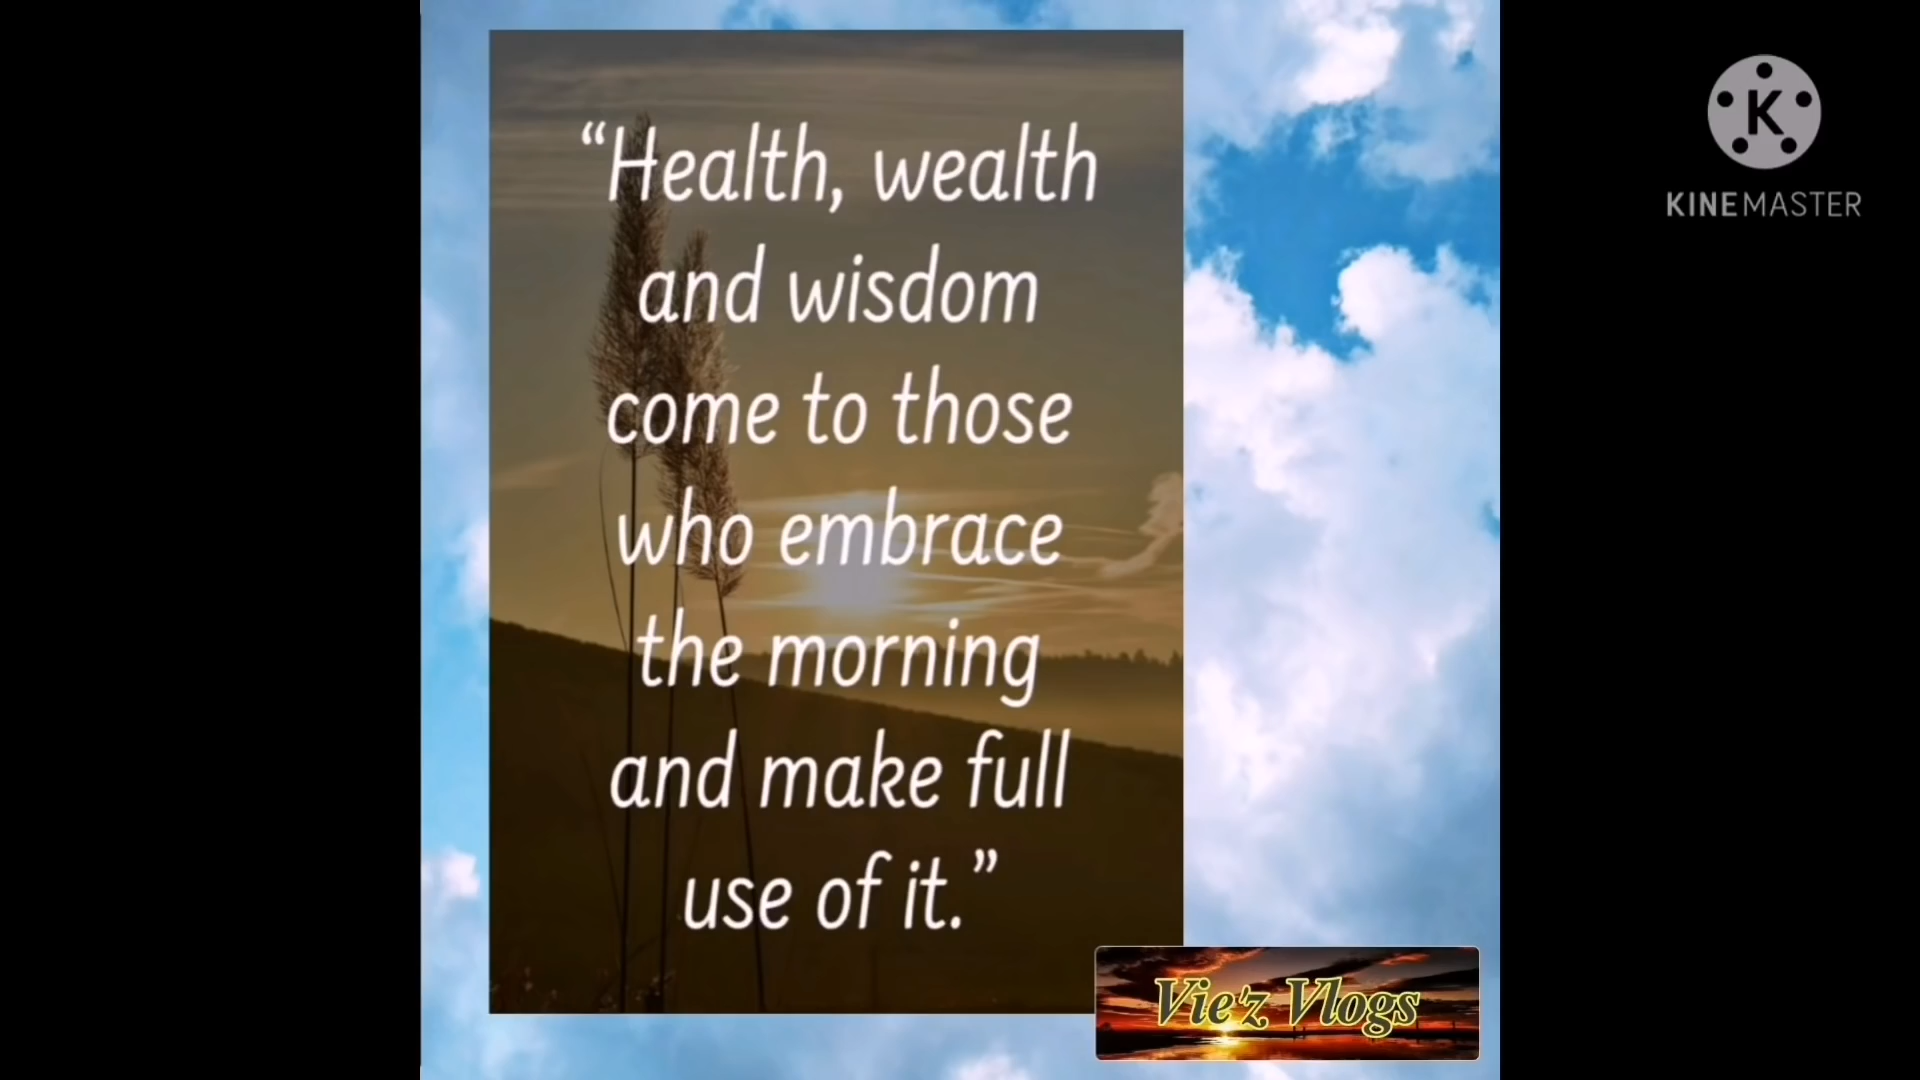 “Health, wealth
and wisdom
come to those
who embrace
the morning
and make full
use of it.”
K
KINEMASTER
Vie'z Vlogs